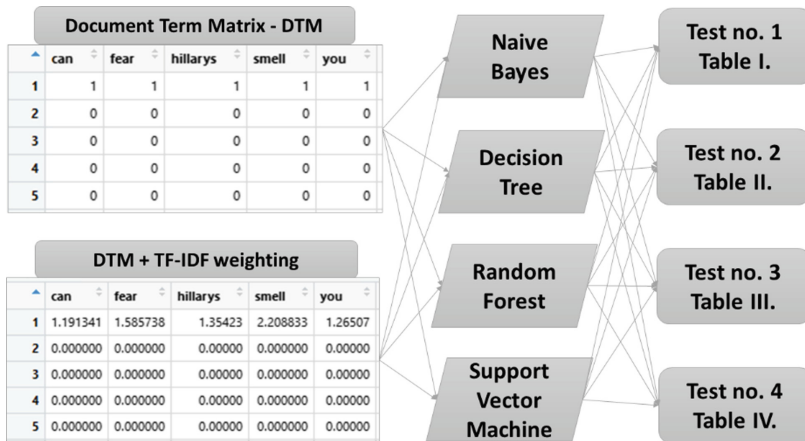 Document Term Matrix - DTM
can fear hillarys smell you
1 1 1 1 1 1
2 0 0 0 0 0
3 0 0 0 0 0
4 0 0 0 0 0
5 0 0 0 0 0
DTM + TF-IDF weighting
can fear hillarys smell you
1 1.191341 1.585738 1.35423 2.208833 1.26507
2 0.000000 0.000000 0.00000 0.000000 0.00000
3 0.000000 0.000000 0.00000 0.000000 0.00000
4 0.000000 0.000000 0.00000 0.000000 0.00000
5 0.000000 0.000000 0.00000 0.000000 0.00000
Naive
Bayes
Decision
Tree
Random
Forest
Support
Vector
Machine
Test no. 1
Table I.
Test no. 2
Table II.
Test no. 3
Table III.
Test no. 4
Table IV.